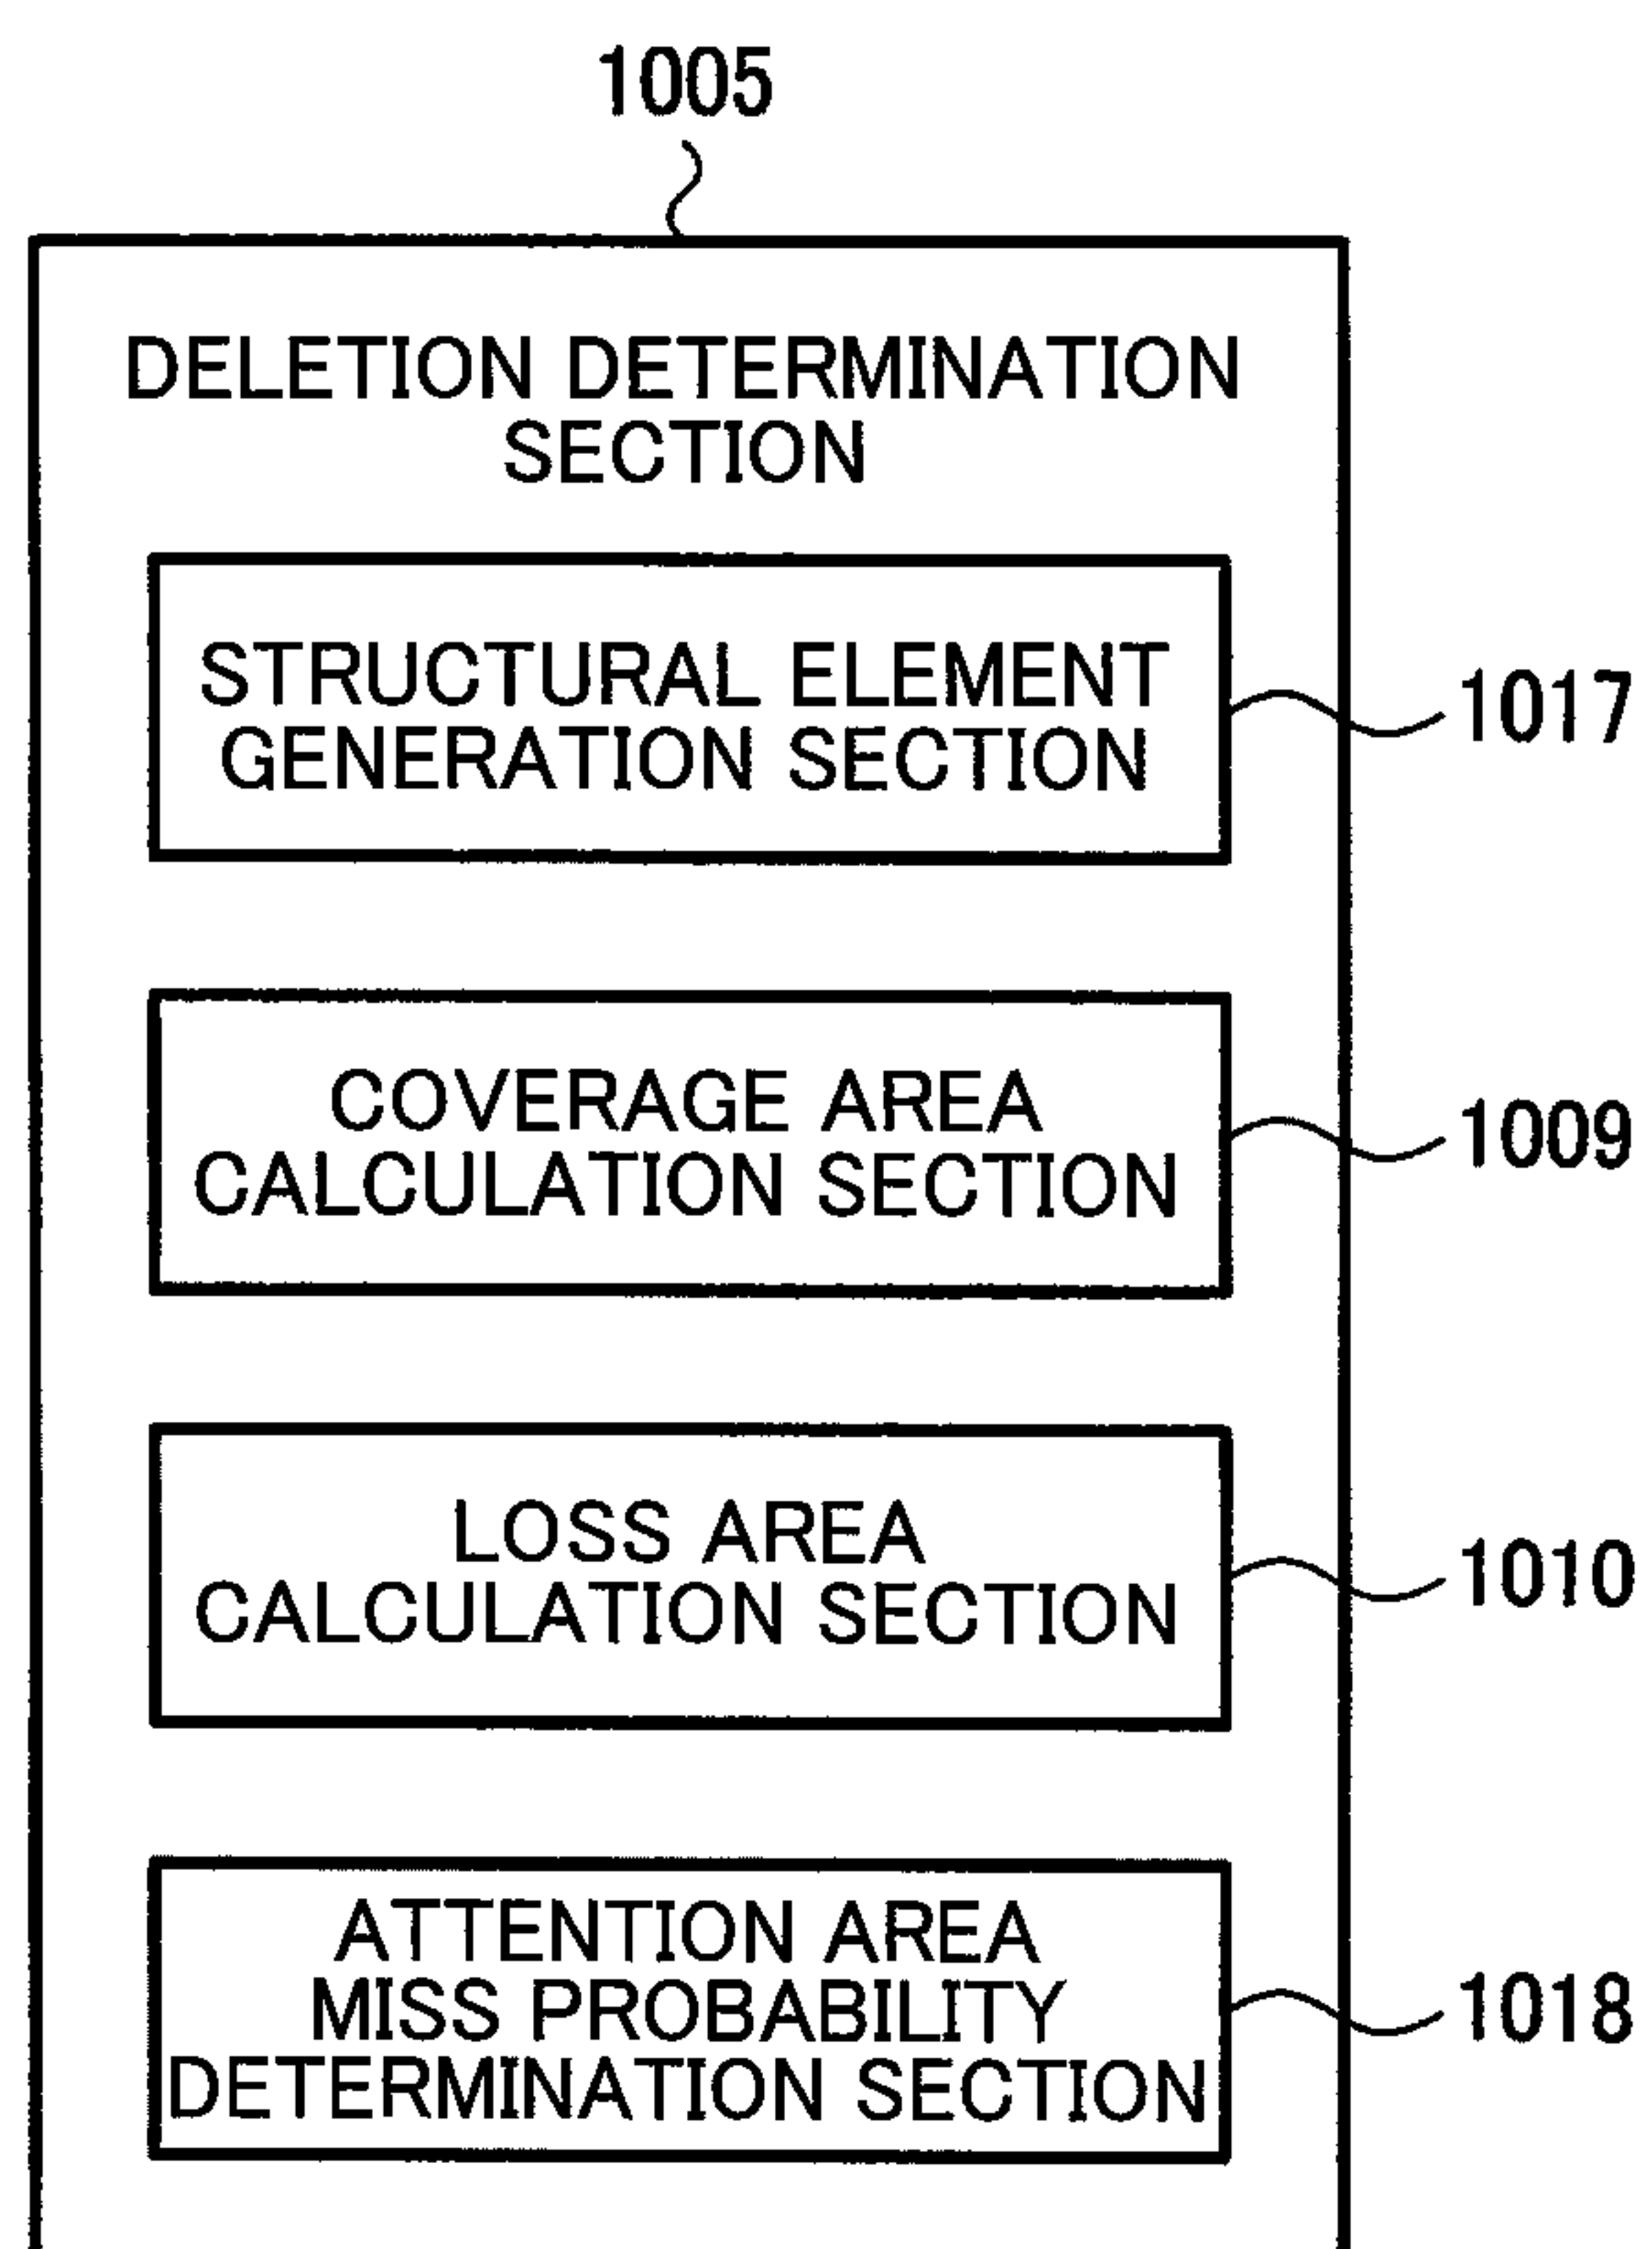 1005
DELETION DETERMINATION
SECTION
STRUCTURAL ELEMENT
GENERATION SECTION
1017
COVERAGE AREA
CALCULATION SECTION
1009
LOSS AREA
CALCULATION SECTION
1010
ATTENTION AREA
MISS PROBABILITY
DETERMINATION SECTION
1018